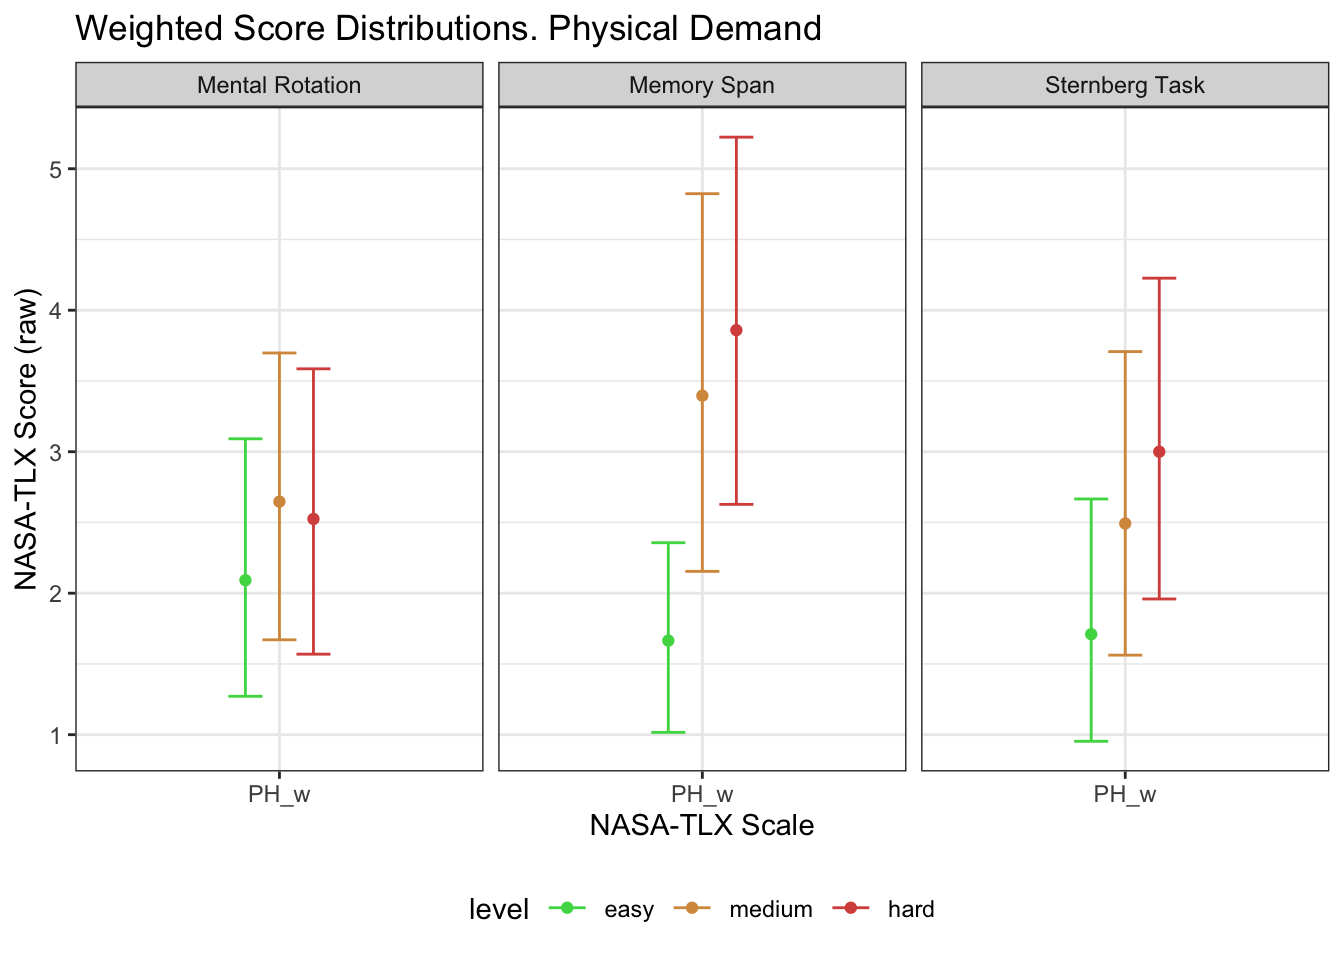 Weighted Score Distributions. Physical Demand
Mental Rotation
Memory Span
Sternberg Task
NASA-TLX Score (raw)
5
4
3
2
1
PH_w
PH_w
PH_w
NASA-TLX Scale
level easy medium hard